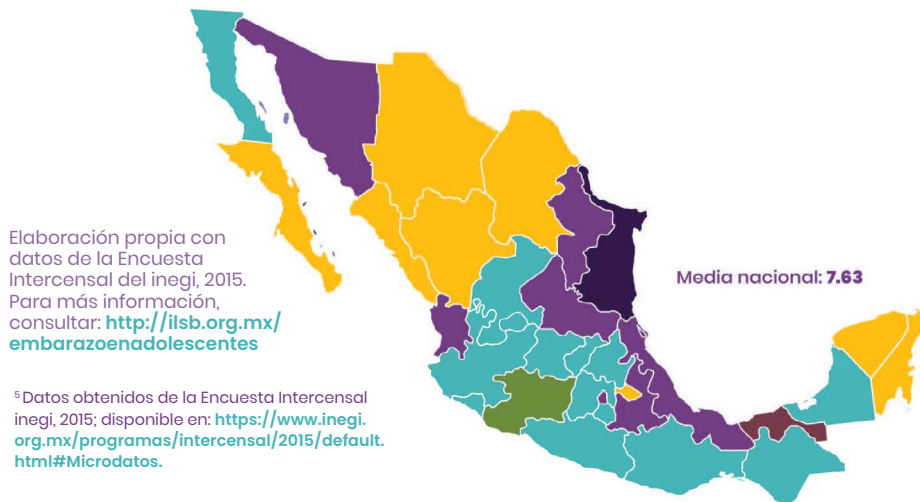 Elaboración propia con
datos de la Encuesta
Intercensal del inegi, 2015.
Para más información,
consultar: http://ilsb.org.mx/
embarazoenadolescentes
Media nacional: 7.63
⁵ Datos obtenidos de la Encuesta Intercensal
inegi, 2015; disponible en: https://www.inegi.
org.mx/programas/intercensal/2015/default.
html#Microdatos.